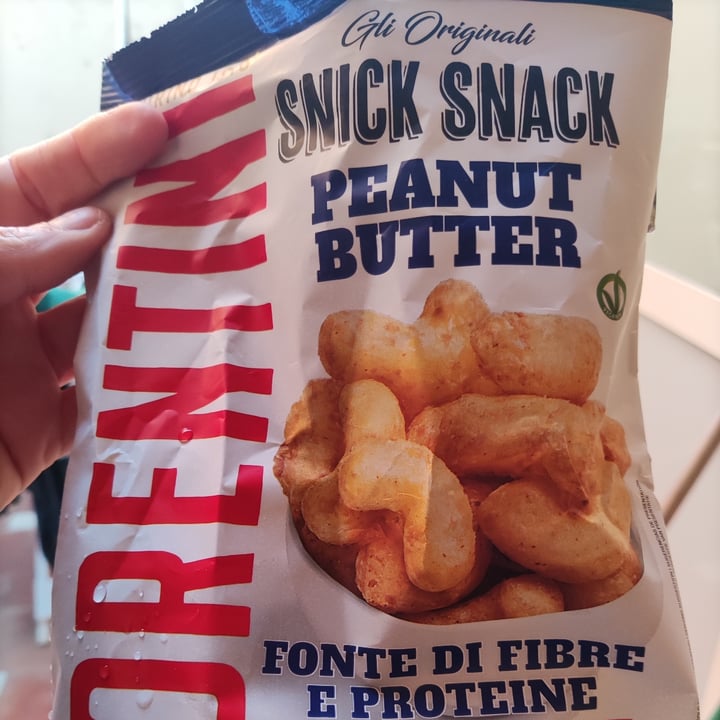 Gli Originali
SNICK SNACK
PEANUT
BUTTER
ORENTINI
FONTE DI FIBRE
E PROTEINE